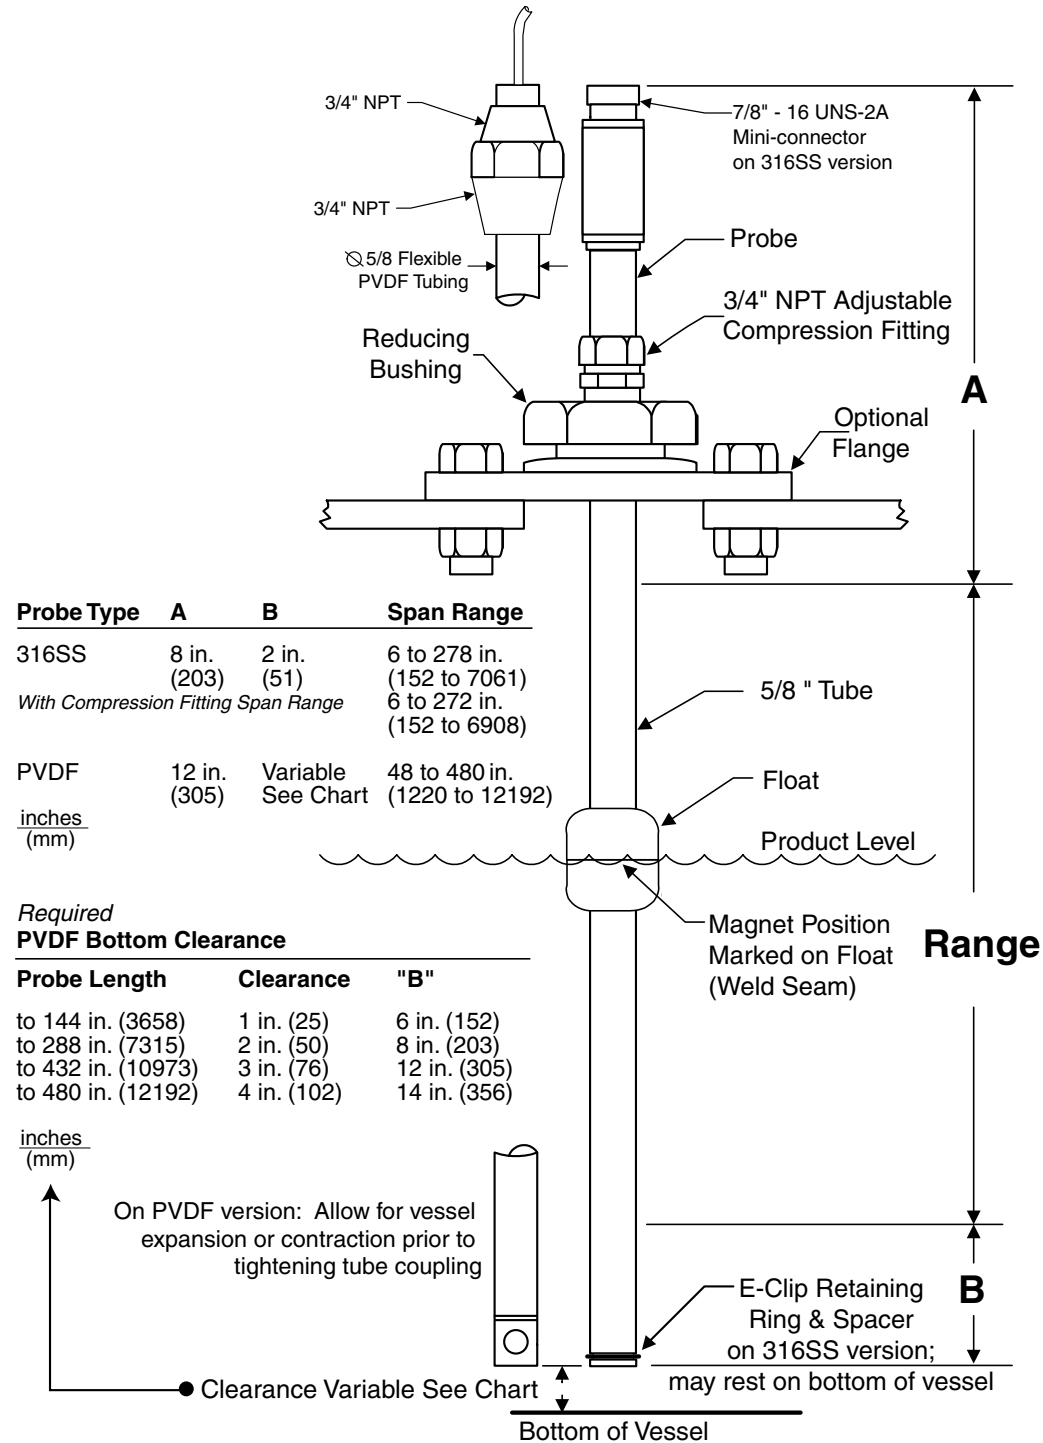 3/4" NPT
7/8" - 16 UNS-2A
Mini-connector
on 316SS version
3/4" NPT
Probe
5/8 Flexible
PVDF Tubing
3/4" NPT Adjustable
Compression Fitting
Reducing
Bushing
A
Optional
Flange
Probe Type A B Span Range
316SS 8 in. 2 in. 6 to 278 in.
(203) (51) (152 to 7061)
With Compression Fitting Span Range 6 to 272 in.
(152 to 6908)
PVDF 12 in. Variable 48 to 480 in.
(305) See Chart (1220 to 12192)
inches
(mm)
5/8 " Tube
Float
Product Level
Magnet Position
Marked on Float
(Weld Seam)
Range
Required
PVDF Bottom Clearance
Probe Length Clearance "B"
to 144 in. (3658) 1 in. (25) 6 in. (152)
to 288 in. (7315) 2 in. (50) 8 in. (203)
to 432 in. (10973) 3 in. (76) 12 in. (305)
to 480 in. (12192) 4 in. (102) 14 in. (356)
inches
(mm)
On PVDF version: Allow for vessel
expansion or contraction prior to
tightening tube coupling
B
E-Clip Retaining
Ring & Spacer
on 316SS version;
may rest on bottom of vessel
Clearance Variable See Chart
Bottom of Vessel